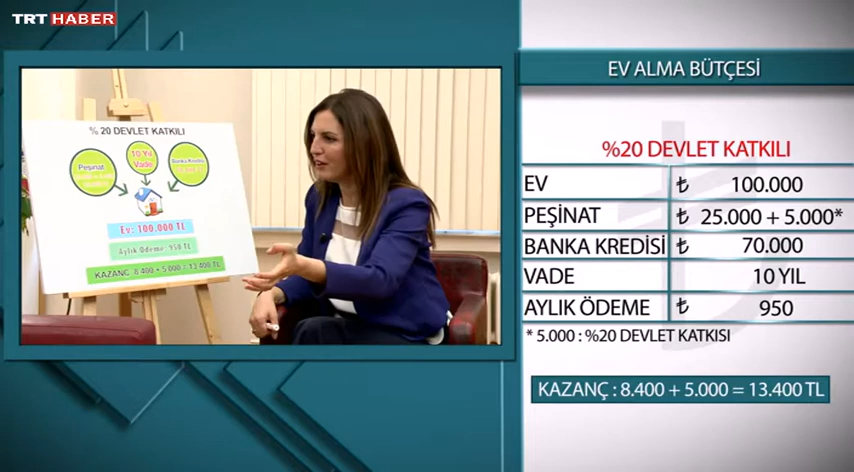 TRT HABER
% 20 DEVLET KATKILI
Peşinat
10 Yıl
Vade
Banka Kredisi
Ev: 100.000 TL
Aylık Ödeme: 950 TL
KAZANÇ 8.400 + 5.000 = 13.400 TL
EV ALMA BÜTÇESİ
%20 DEVLET KATKILI
EV ₺ 100.000
PEŞİNAT ₺ 25.000 + 5.000*
BANKA KREDİSİ ₺ 70.000
VADE 10 YIL
AYLIK ÖDEME ₺ 950
* 5.000 : %20 DEVLET KATKISI
KAZANÇ : 8.400 + 5.000 = 13.400 TL